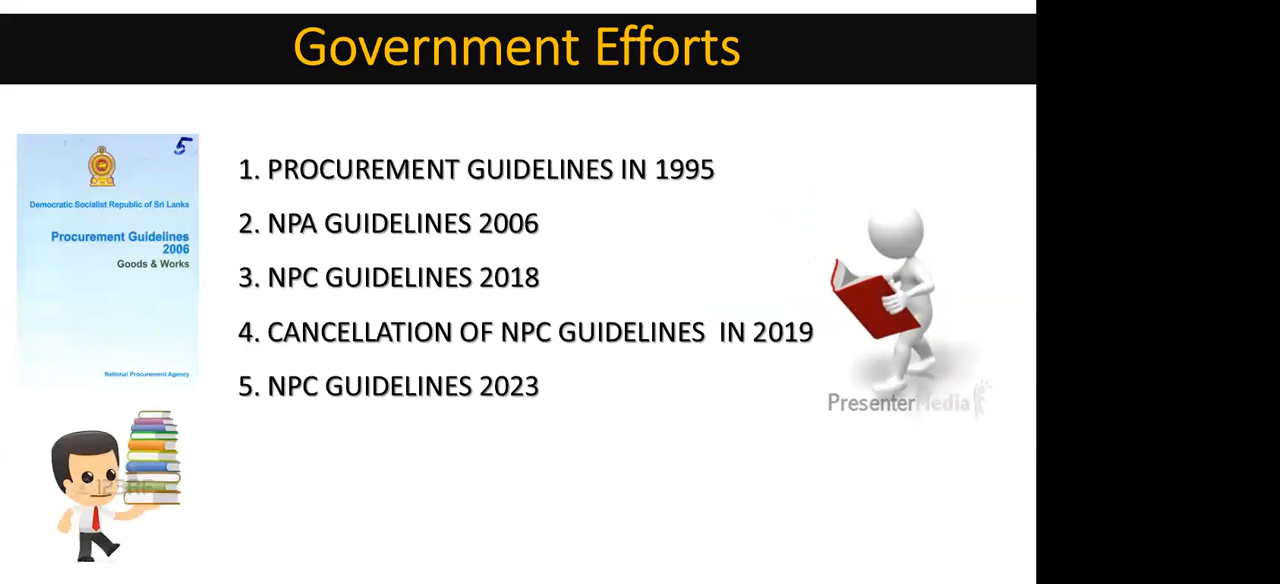 Government Efforts
5
Democratic Socialist Republic of Sri Lanka
Procurement Guidelines
2006
Goods & Works
National Procurement Agency
1. PROCUREMENT GUIDELINES IN 1995
2. NPA GUIDELINES 2006
3. NPC GUIDELINES 2018
4. CANCELLATION OF NPC GUIDELINES IN 2019
5. NPC GUIDELINES 2023
PresenterMedia
123RF